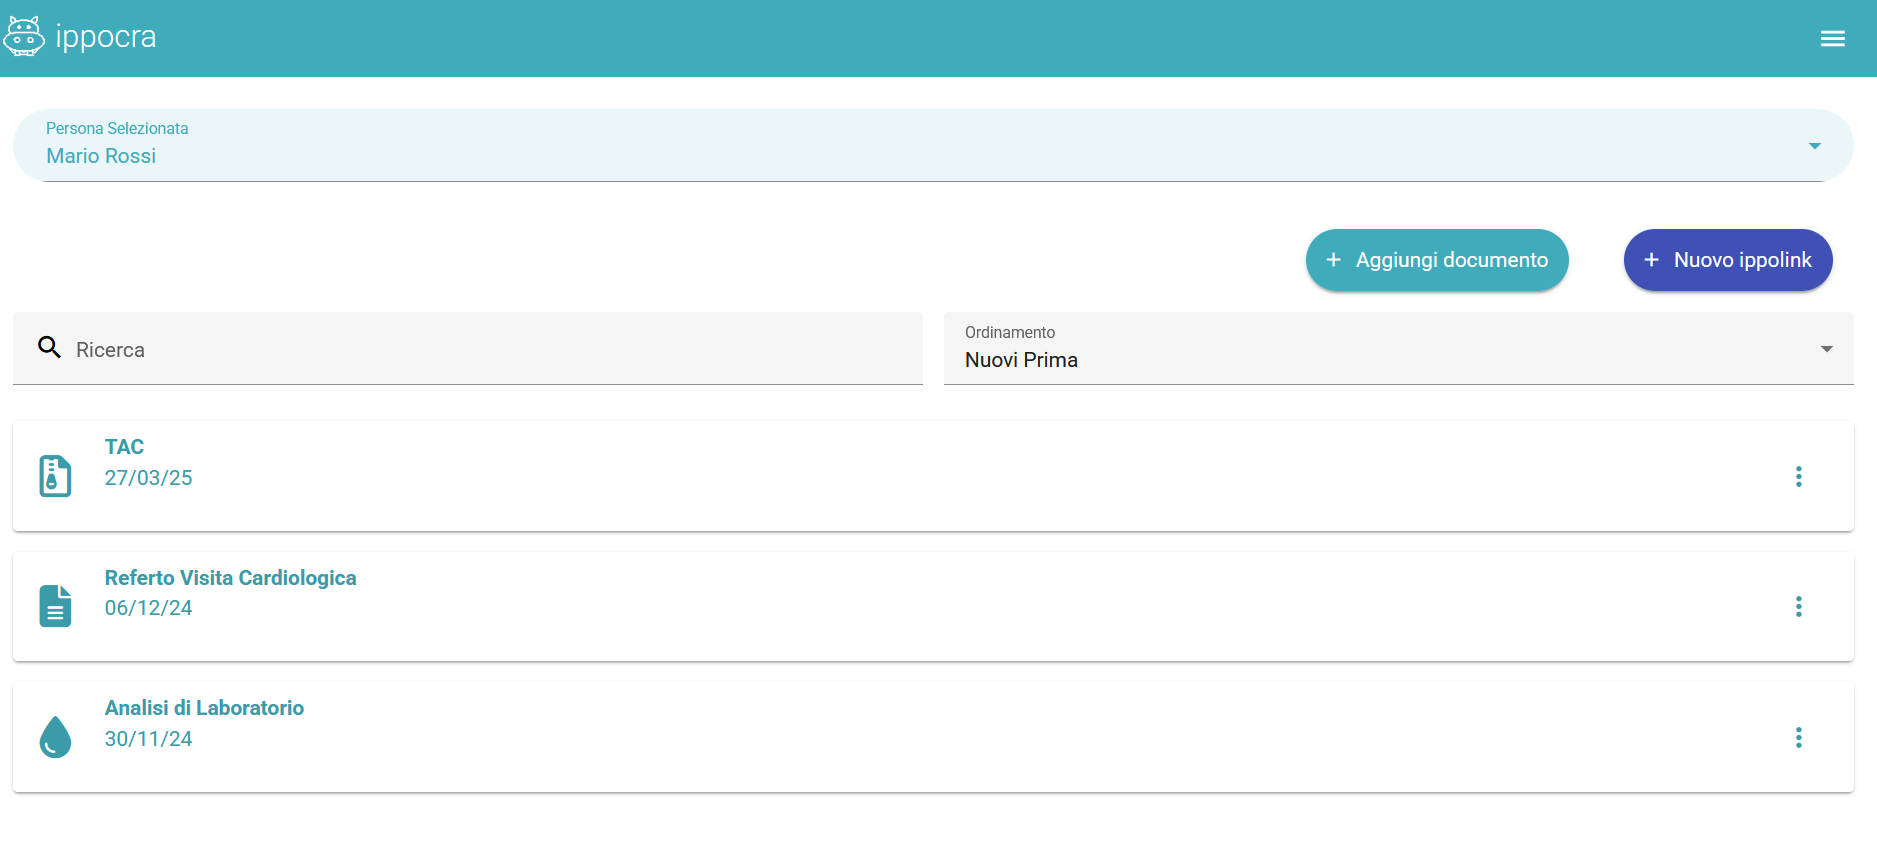 ippocra
Persona Selezionata
Mario Rossi
+ Aggiungi documento
+ Nuovo ippolink
Ricerca
Ordinamento
Nuovi Prima
TAC
27/03/25
Referto Visita Cardiologica
06/12/24
Analisi di Laboratorio
30/11/24